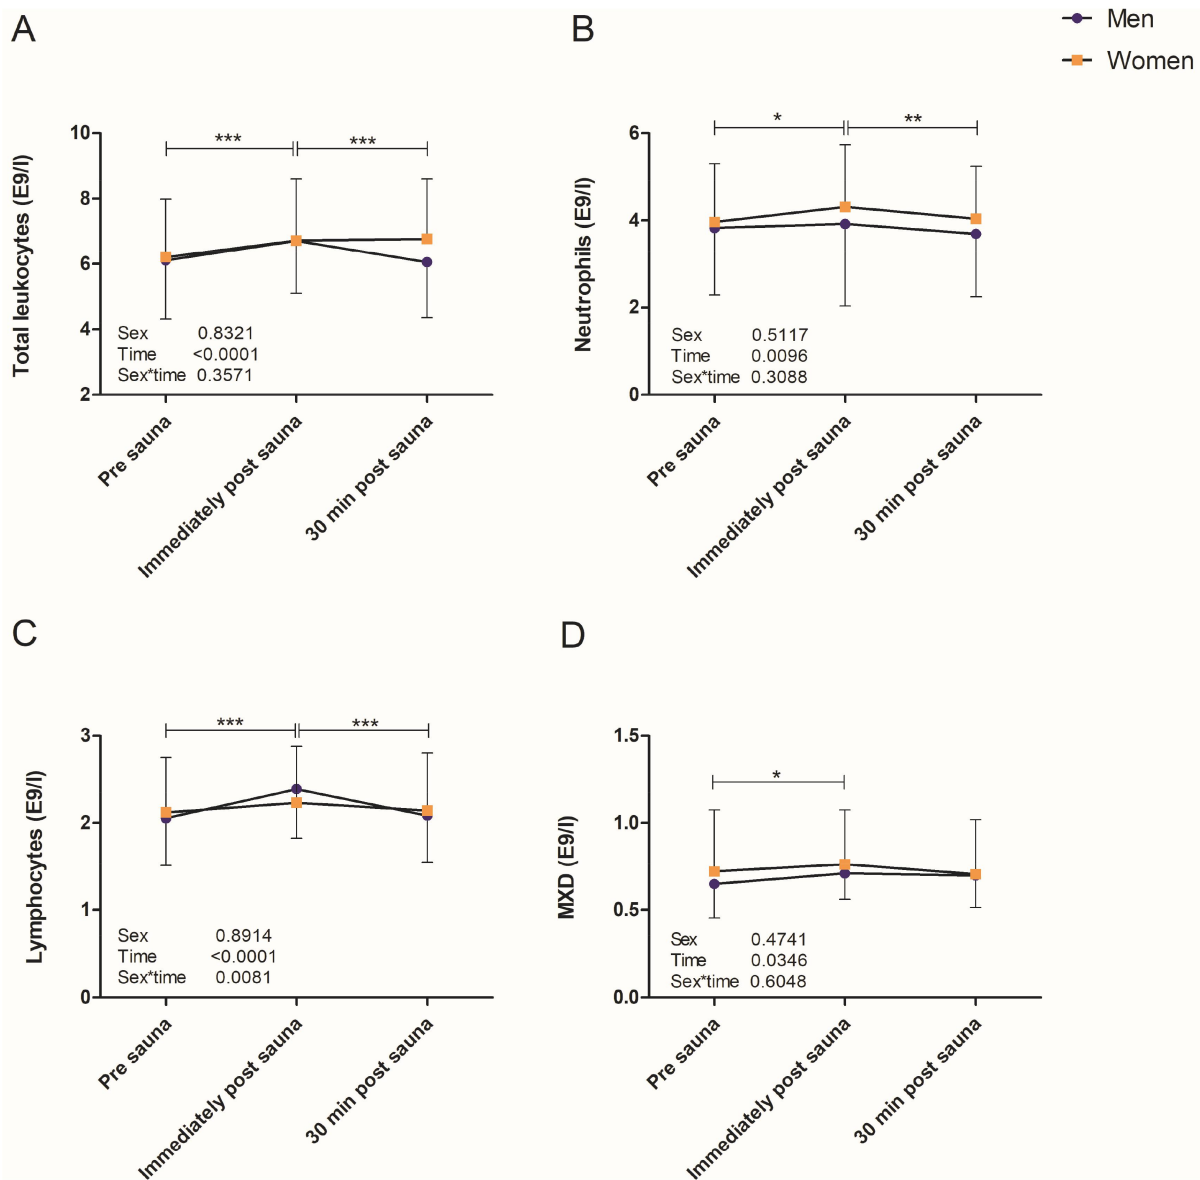 A
B
Men
Women
***
***
Total leukocytes (E9/l)
10
8
6
4
2
Sex 0.8321
Time <0.0001
Sex*time 0.3571
Pre sauna
Immediately post sauna
30 min post sauna
*
**
Neutrophils (E9/l)
6
4
2
0
Sex 0.5117
Time 0.0096
Sex*time 0.3088
Pre sauna
Immediately post sauna
30 min post sauna
C
D
***
***
Lymphocytes (E9/l)
3
2
1
0
Sex 0.8914
Time <0.0001
Sex*time 0.0081
Pre sauna
Immediately post sauna
30 min post sauna
*
MXD (E9/l)
1.5
1.0
0.5
0.0
Sex 0.4741
Time 0.0346
Sex*time 0.6048
Pre sauna
Immediately post sauna
30 min post sauna